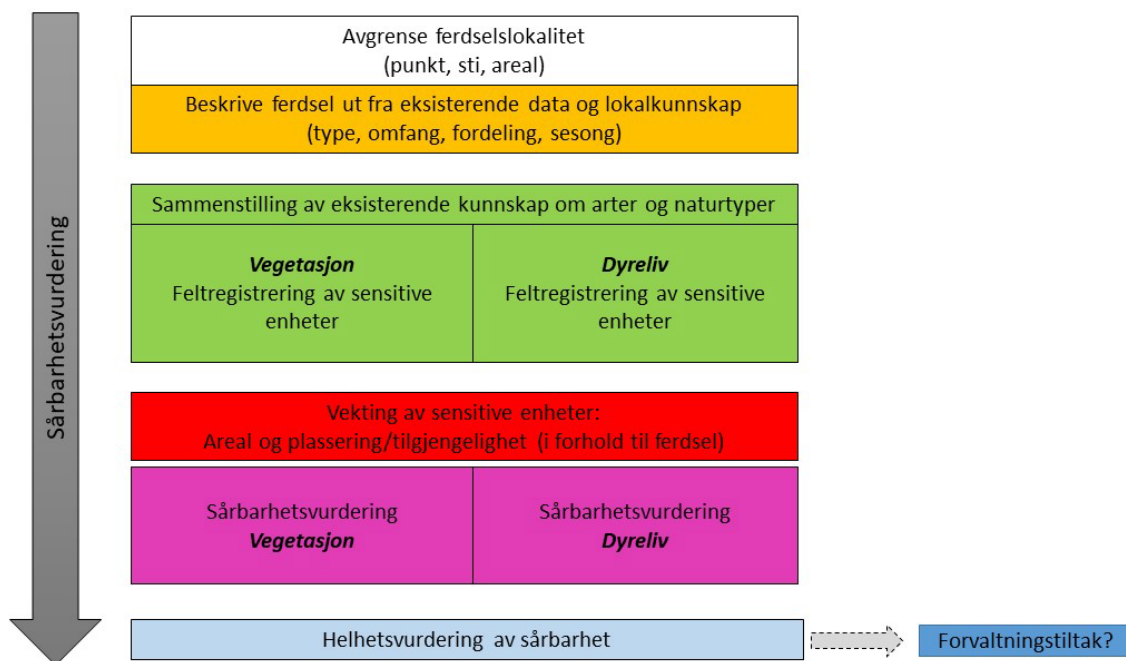 Sårbarhetsvurdering
Avgrense ferdselslokalitet
(punkt, sti, areal)
Beskrive ferdsel ut fra eksisterende data og lokalkunnskap
(type, omfang, fordeling, sesong)
Sammenstilling av eksisterende kunnskap om arter og naturtyper
Vegetasjon
Feltregistrering av sensitive
enheter
Dyreliv
Feltregistrering av sensitive
enheter
Vekting av sensitive enheter:
Areal og plassering/tilgjengelighet (i forhold til ferdsel)
Sårbarhetsvurdering
Vegetasjon
Sårbarhetsvurdering
Dyreliv
Helhetsvurdering av sårbarhet
Forvaltningstiltak?